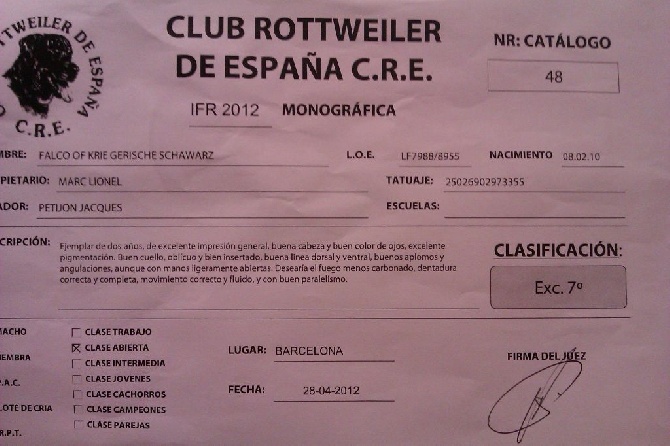 TWEILER DE ESPAÑA
C.R.E.
CLUB ROTTWEILER
DE ESPAÑA C.R.E.
NR: CATÁLOGO
48
IFR 2012 MONOGRÁFICA
MBRE: FALCO OF KRIE GERISCHE SCHAWARZ L.O.E. LF7988/8955 NACIMIENTO 08.02.10
PIETARIO: MARC LIONEL TATUAJE: 25026902973355
ADOR: PETIJON JACQUES ESCUELAS:
CRIPCIÓN: Ejemplar de dos años, de excelente impresión general, buena cabeza y buen color de ojos, excelente
pigmentación. Buen cuello, oblícuo y bien insertado, buena línea dorsal y ventral, buenos aplomos y
angulaciones, aunque con manos ligeramente abiertas. Desearía el fuego menos carbonado, dentadura
correcta y completa, movimiento correcto y fluido, y con buen paralelismo.
CLASIFICACIÓN:
Exc. 7º
MACHO
EMBRA
.A.C.
LOTE DE CRIA
R.P.T.
CLASE TRABAJO
CLASE ABIERTA
CLASE INTERMEDIA
CLASE JOVENES
CLASE CACHORROS
CLASE CAMPEONES
CLASE PAREJAS
LUGAR: BARCELONA
FECHA: 28-04-2012
FIRMA DEL JUEZ